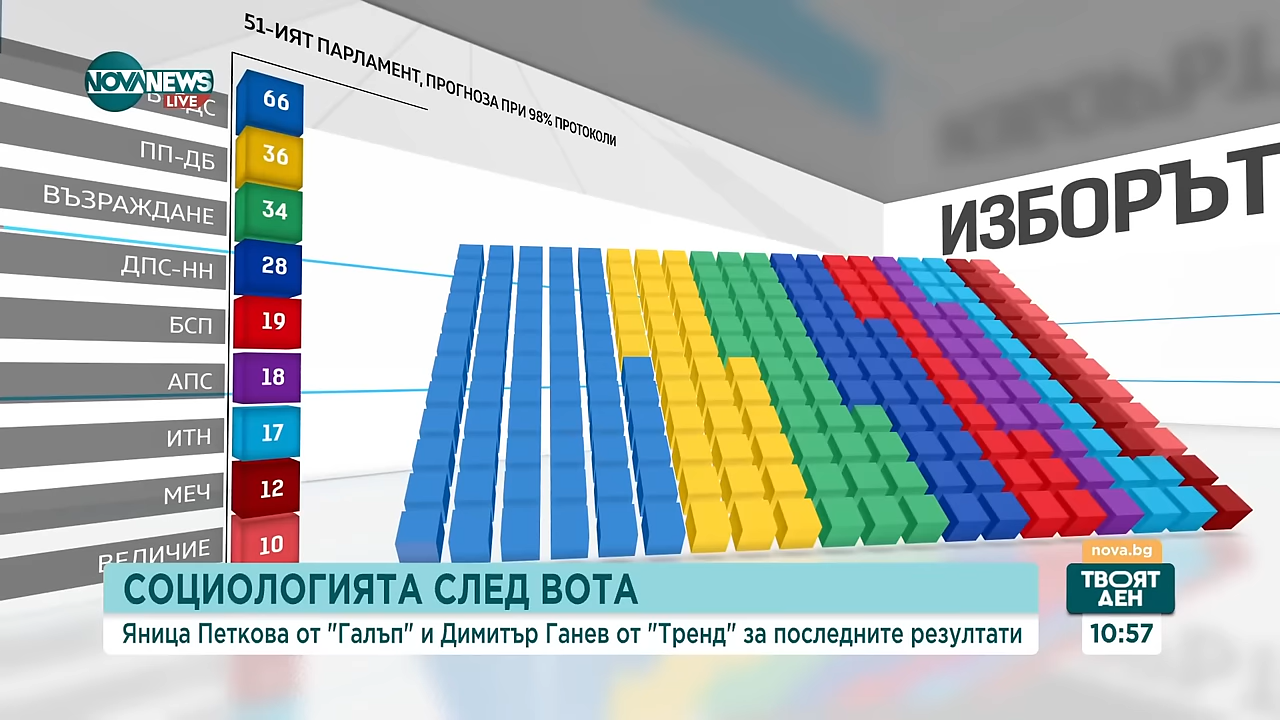 51-ИЯТ ПАРЛАМЕНТ, ПРОГНОЗА ПРИ 98% ПРОТОКОЛИ
NOVANEWS
LIVE
66
ПП-ДБ 36
ВЪЗРАЖДАНЕ 34
ДПС-НН 28
БСП 19
АПС 18
ИТН 17
МЕЧ 12
ВЕЛИЧИЕ 10
ИЗБОРЪТ
СОЦИОЛОГИЯТА СЛЕД ВОТА
Яница Петкова от "Галъп" и Димитър Ганев от "Тренд" за последните резултати
nova.bg
ТВОЯТ
ДЕН
10:57